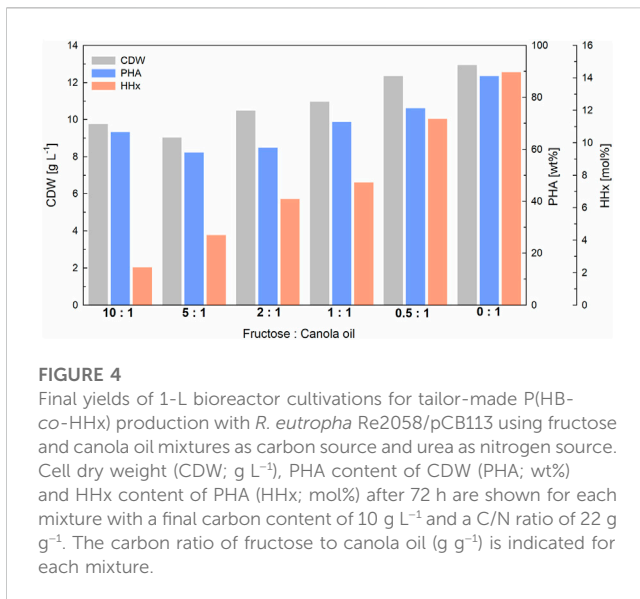 14
12
10
8
6
4
2
0
CDW [g L⁻¹]
CDW
PHA
HHx
100
80
60
40
20
0
PHA [wt%]
16
14
12
10
8
6
4
2
0
HHx [mol%]
10 : 1 5 : 1 2 : 1 1 : 1 0.5 : 1 0 : 1
Fructose : Canola oil
FIGURE 4
Final yields of 1-L bioreactor cultivations for tailor-made P(HB-
co-HHx) production with R. eutropha Re2058/pCB113 using fructose
and canola oil mixtures as carbon source and urea as nitrogen source.
Cell dry weight (CDW; g L⁻¹), PHA content of CDW (PHA; wt%)
and HHx content of PHA (HHx; mol%) after 72 h are shown for each
mixture with a final carbon content of 10 g L⁻¹ and a C/N ratio of 22 g
g⁻¹. The carbon ratio of fructose to canola oil (g g⁻¹) is indicated for
each mixture.